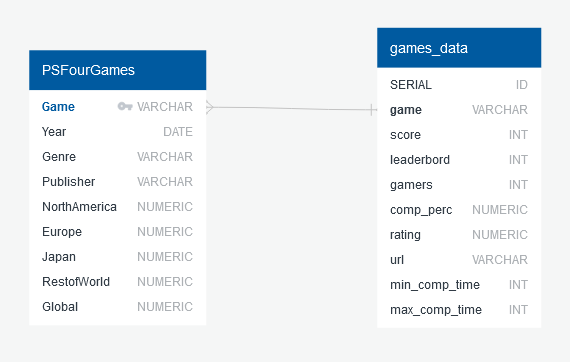 PSFourGames
Game VARCHAR
Year DATE
Genre VARCHAR
Publisher VARCHAR
NorthAmerica NUMERIC
Europe NUMERIC
Japan NUMERIC
RestofWorld NUMERIC
Global NUMERIC
games_data
SERIAL ID
game VARCHAR
score INT
leaderbord INT
gamers INT
comp_perc NUMERIC
rating NUMERIC
url VARCHAR
min_comp_time INT
max_comp_time INT